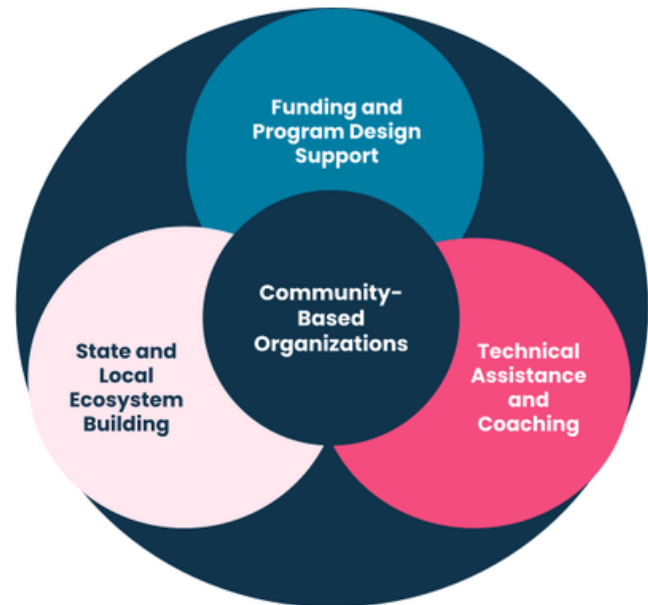 Funding and
Program Design
Support
Community-
Based
Organizations
State and
Local
Ecosystem
Building
Technical
Assistance
and
Coaching